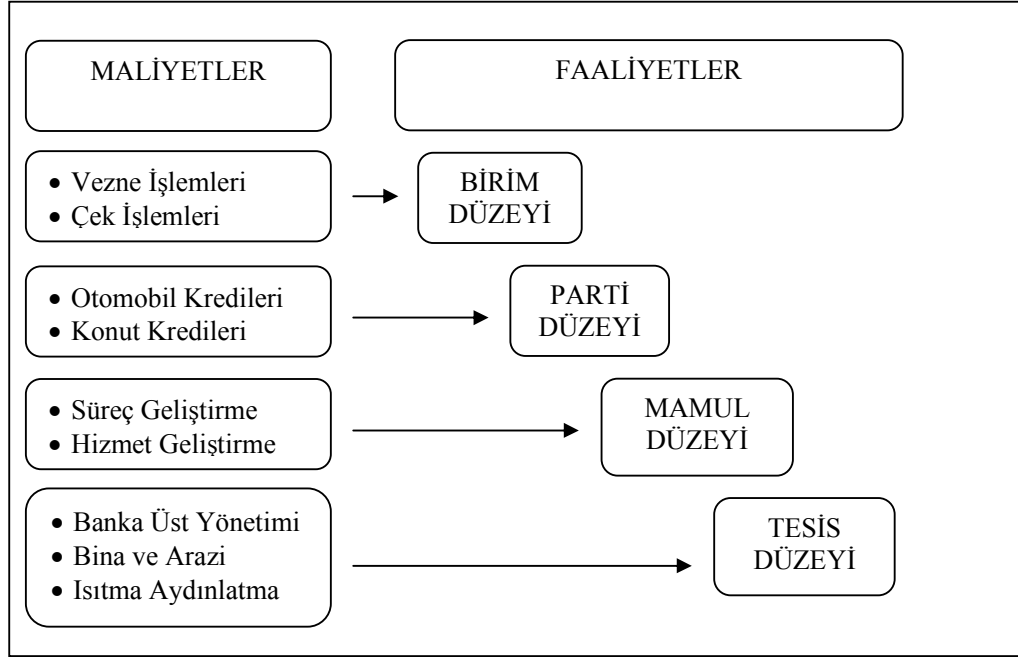 MALİYETLER
FAALİYETLER
• Vezne İşlemleri
• Çek İşlemleri
BİRİM
DÜZEYİ
• Otomobil Kredileri
• Konut Kredileri
PARTİ
DÜZEYİ
• Süreç Geliştirme
• Hizmet Geliştirme
MAMUL
DÜZEYİ
• Banka Üst Yönetimi
• Bina ve Arazi
• Isıtma Aydınlatma
TESİS
DÜZEYİ